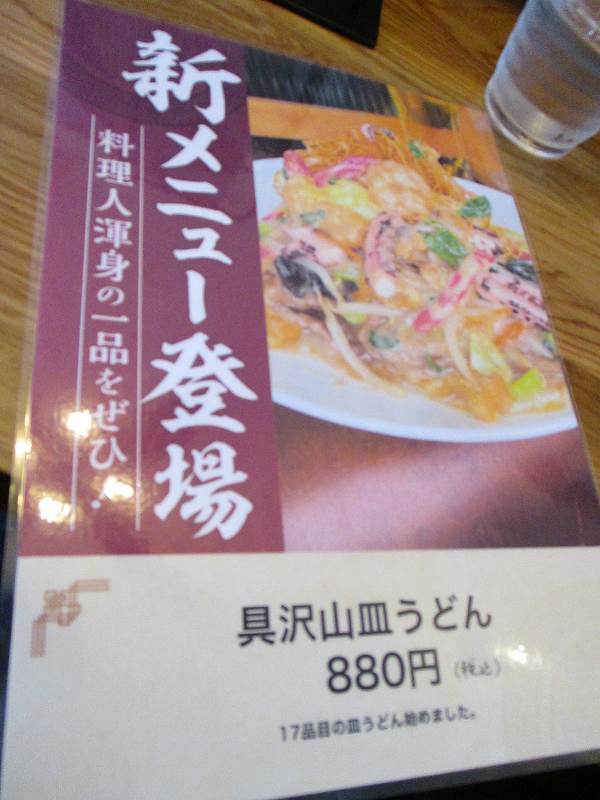 新メニュー登場
料理人渾身の一品をぜひ!
具沢山皿うどん
880円(税込)
17品目の皿うどん始めました。